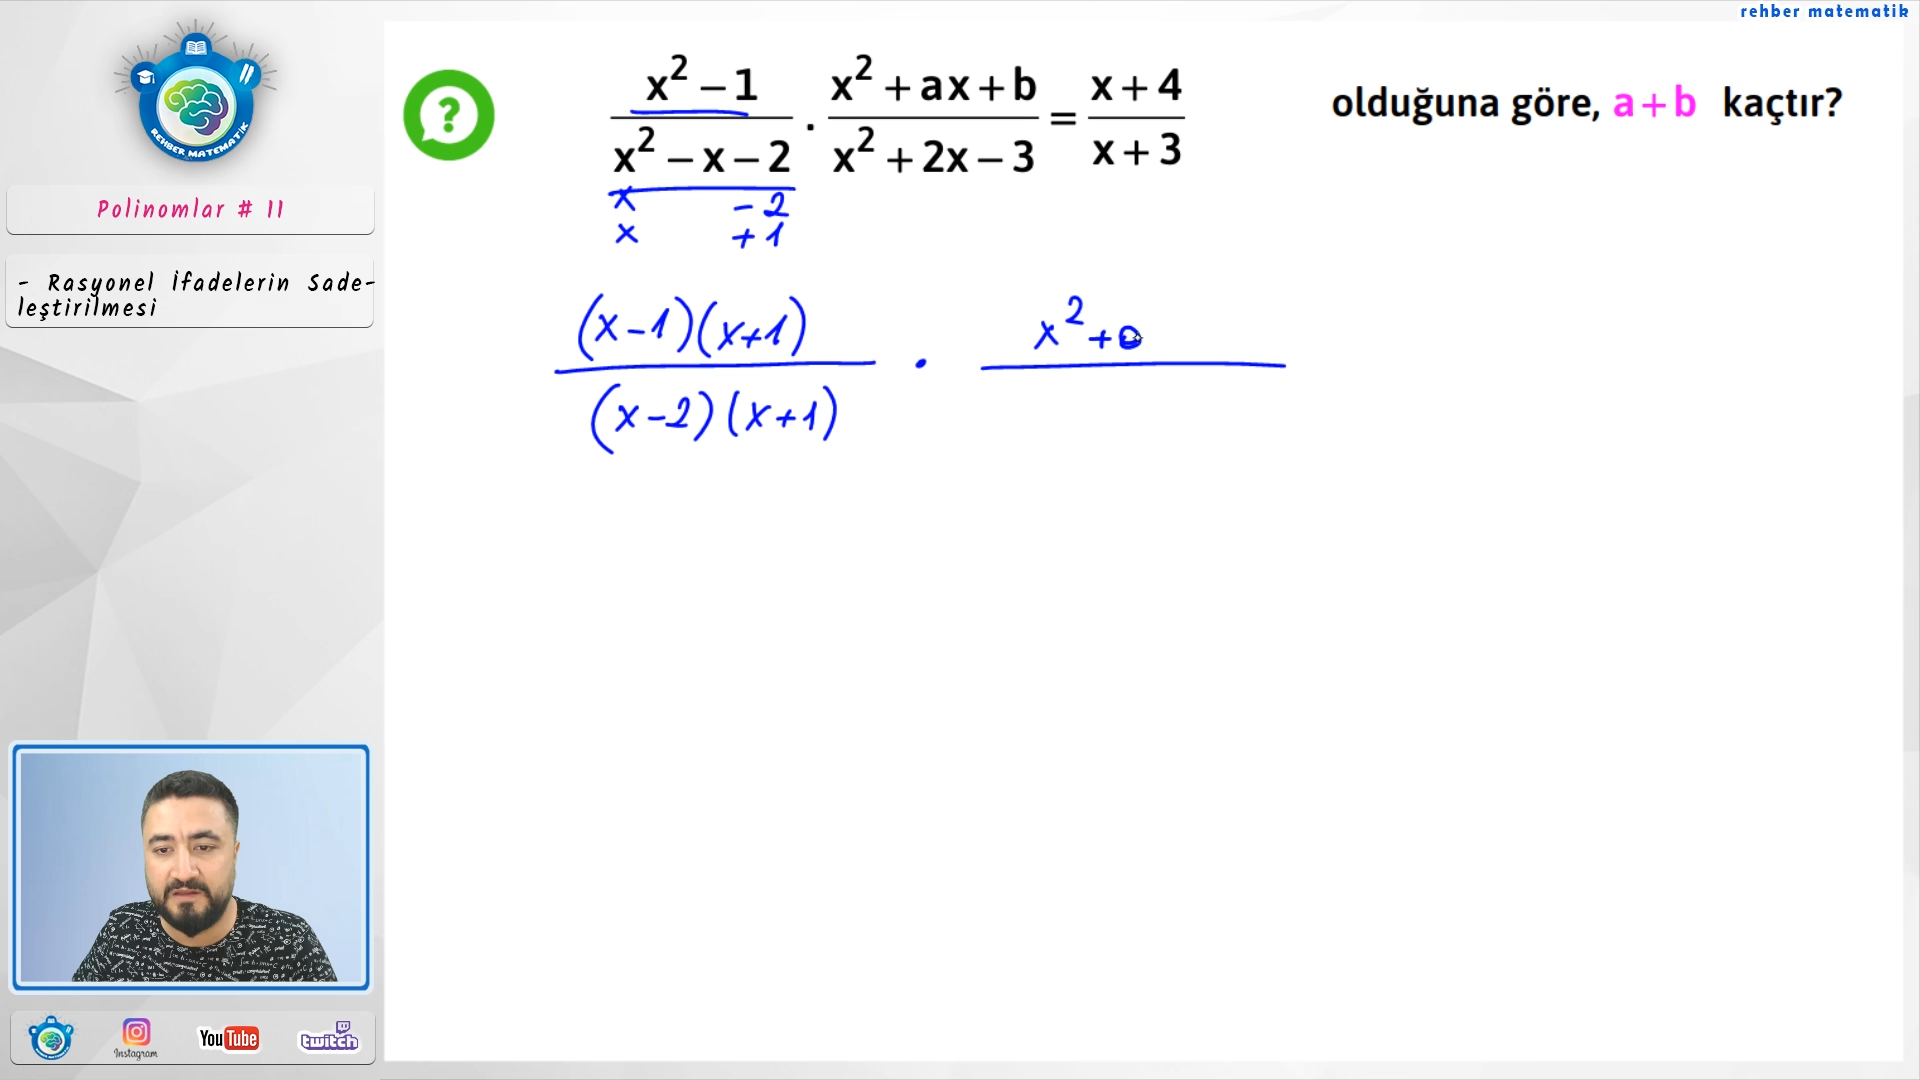 rehber matematik
REHBER MATEMATİK
Polinomlar # 11
- Rasyonel İfadelerin Sade-
leştirilmesi
? x² − 1 / x² − x − 2 · x² + ax + b / x² + 2x − 3 = x + 4 / x + 3 olduğuna göre, a + b kaçtır?
x − 2
x + 1
(x − 1)(x + 1) / (x − 2)(x + 1) · x² +
Instagram
YouTube
twitch